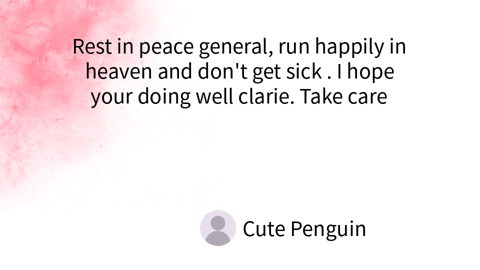 Rest in peace general, run happily in
heaven and don't get sick . I hope
your doing well clarie. Take care
Cute Penguin